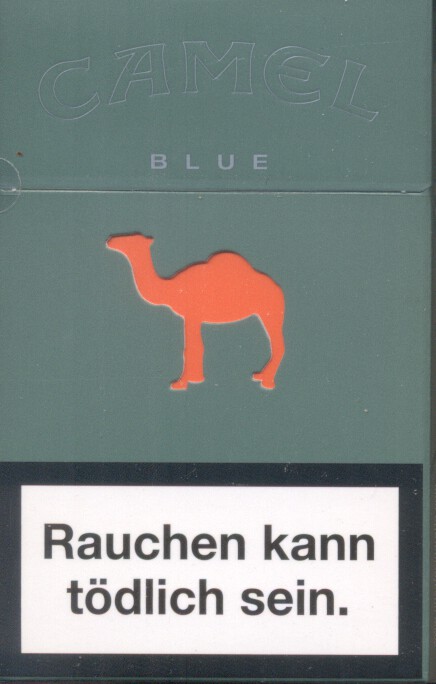 CAMEL
BLUE
Rauchen kann
tödlich sein.